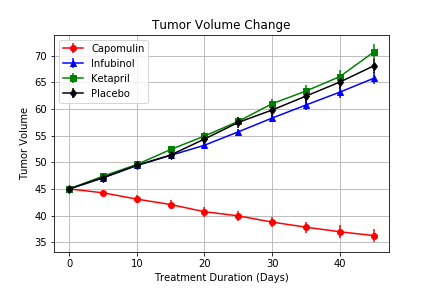 Tumor Volume Change
Capomulin
Infubinol
Ketapril
Placebo
Tumor Volume
70
65
60
55
50
45
40
35
0
10
20
30
40
Treatment Duration (Days)